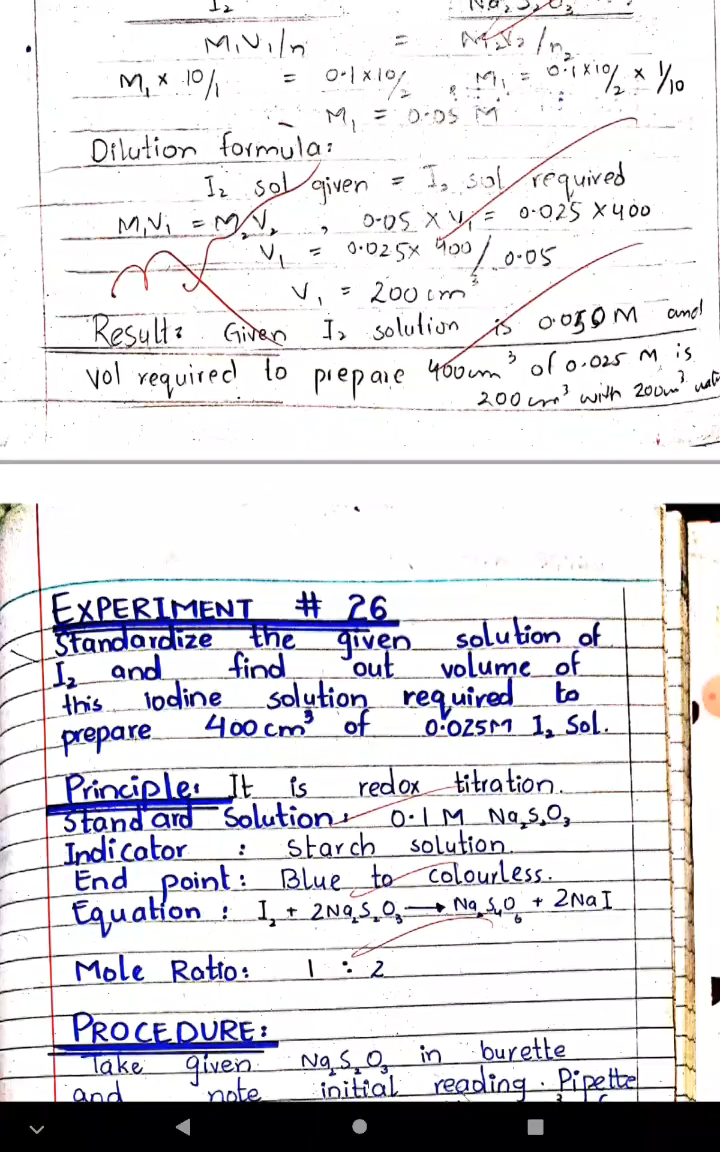 I₂ Na₂S₂O₃
M₁V₁/n = M₂V₂/n₂
M₁ × 10/1 = 0.1×10/2 , M₁ = 0.1×10/2 × 1/10
M₁ = 0.05 M
Dilution formula:
I₂ sol given = I₂ sol required
M₁V₁ = M₂V₂ , 0.05 × V₁ = 0.025 × 400
V₁ = 0.025× 400/0.05
V₁ = 200 cm³
Result: Given I₂ solution is 0.050 M and
vol required to prepare 400cm³ of 0.025 M is
200 cm³ with 200cm³
EXPERIMENT # 26
Standardize the given solution of
I₂ and find out volume of
this iodine solution required to
prepare 400 cm³ of 0.025M I₂ Sol.
Principle: It is redox titration.
Standard Solution: 0.1 M Na₂S₂O₃
Indicator : Starch solution.
End point: Blue to colourless.
Equation : I₂ + 2Na₂S₂O₃ → Na₂S₄O₆ + 2NaI
Mole Ratio: 1 : 2
PROCEDURE:
Take given Na₂S₂O₃ in burette
and note initial reading. Pipette